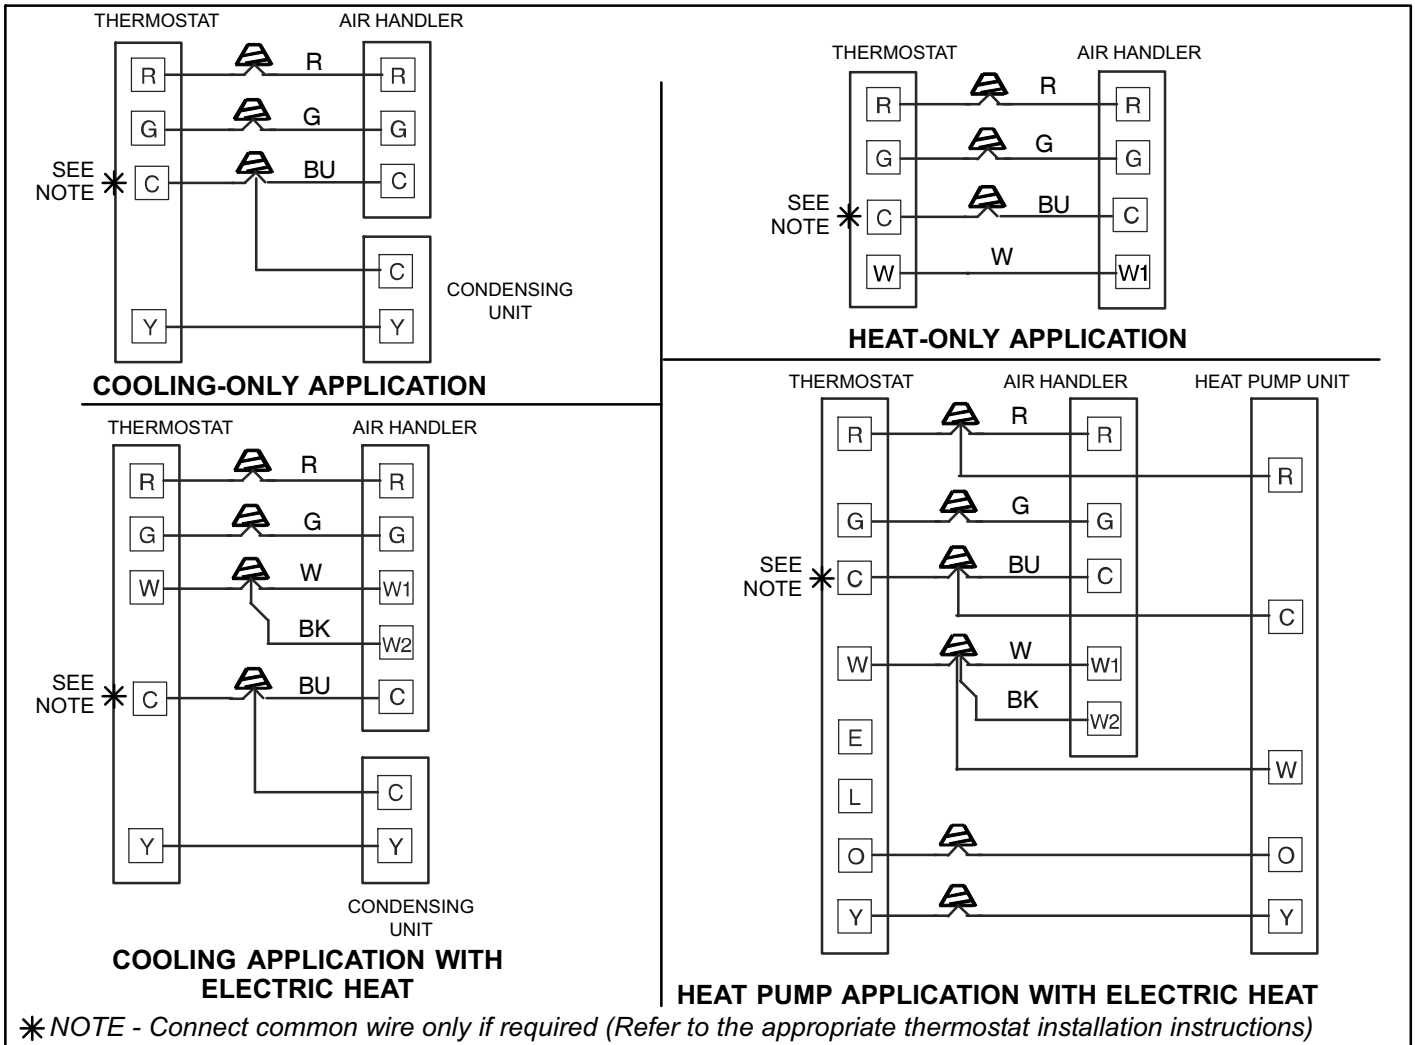 THERMOSTAT AIR HANDLER
R R R
G G G
SEE
NOTE
C BU C
C
CONDENSING
UNIT
Y Y
COOLING-ONLY APPLICATION
THERMOSTAT AIR HANDLER
R R R
G G G
SEE
NOTE
C BU C
W W W1
HEAT-ONLY APPLICATION
THERMOSTAT AIR HANDLER
R R R
G G G
W W W1
BK W2
SEE
NOTE
C BU C
C
Y Y
CONDENSING
UNIT
COOLING APPLICATION WITH
ELECTRIC HEAT
THERMOSTAT AIR HANDLER HEAT PUMP UNIT
R R R
R
G G G
SEE
NOTE
C BU C
C
W W W1
BK W2
E
W
L
O O
Y Y
HEAT PUMP APPLICATION WITH ELECTRIC HEAT
NOTE - Connect common wire only if required (Refer to the appropriate thermostat installation instructions)